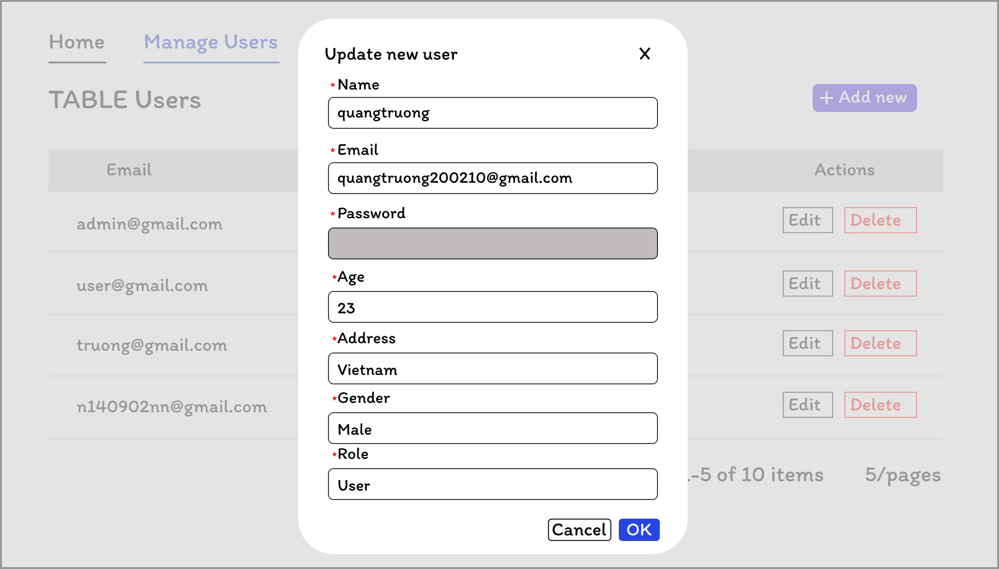 Home
Manage Users
TABLE Users
+ Add new
Email
Actions
admin@gmail.com
Edit
Delete
user@gmail.com
Edit
Delete
truong@gmail.com
Edit
Delete
n140902nn@gmail.com
Edit
Delete
-5 of 10 items
5/pages
Update new user
X
*Name
quangtruong
*Email
quangtruong200210@gmail.com
*Password
*Age
23
*Address
Vietnam
*Gender
Male
*Role
User
Cancel
OK